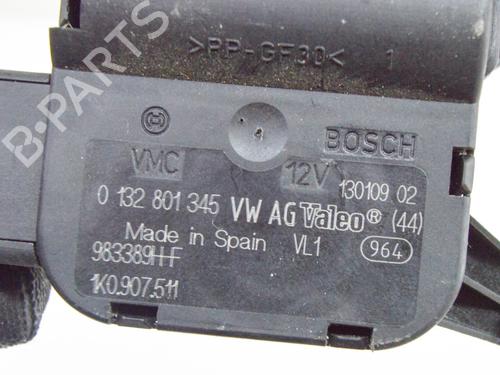 >PP-GF30< 1
B-PARTS
BOSCH
VMC 12V
130109 02
0 132 801 345 VW AG Valeo® (44)
Made in Spain VL1 964
983389H-F
1K0.907.511